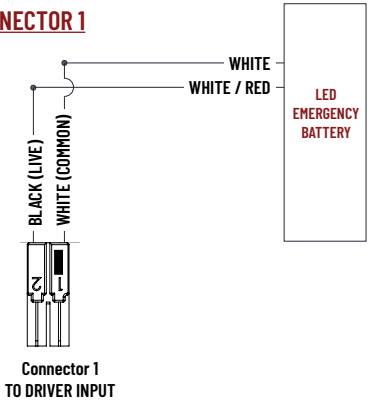 NECTOR 1
WHITE
WHITE / RED
LED
EMERGENCY
BATTERY
BLACK (LIVE)
WHITE (COMMON)
2
1
Connector 1
TO DRIVER INPUT